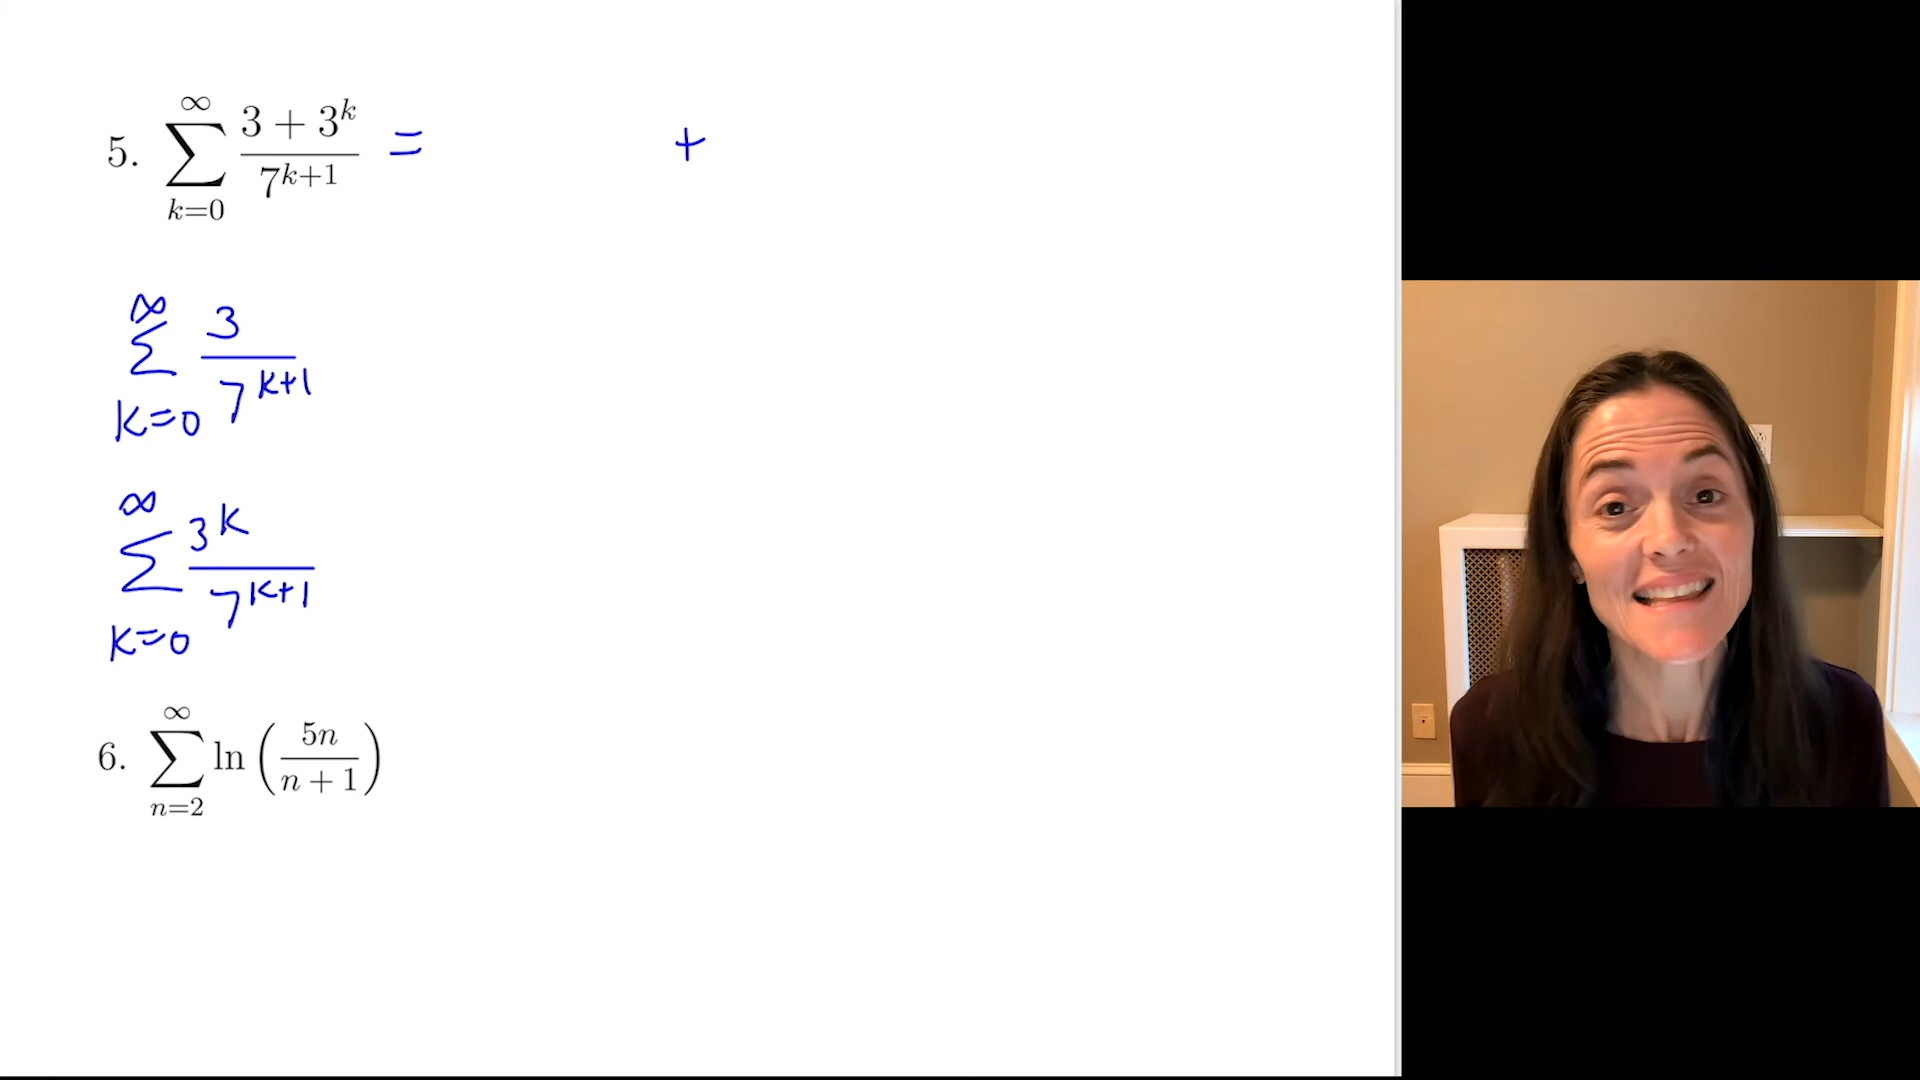 5. \sum_{k=0}^{\infty} \frac{3+3^k}{7^{k+1}} = +
\sum_{k=0}^{\infty} \frac{3}{7^{k+1}}
\sum_{k=0}^{\infty} \frac{3^k}{7^{k+1}}
6. \sum_{n=2}^{\infty} \ln\left(\frac{5n}{n+1}\right)